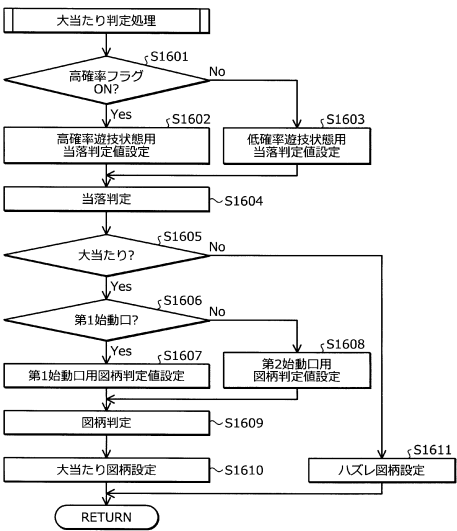 大当たり判定処理
S1601
高確率フラグ
ON?
No
Yes
S1602
高確率遊技状態用
当落判定値設定
S1603
低確率遊技状態用
当落判定値設定
当落判定
S1604
S1605
大当たり?
No
Yes
S1606
第1始動口?
No
Yes
S1607
第1始動口用図柄判定値設定
S1608
第2始動口用
図柄判定値設定
図柄判定
S1609
大当たり図柄設定
S1610
S1611
ハズレ図柄設定
RETURN